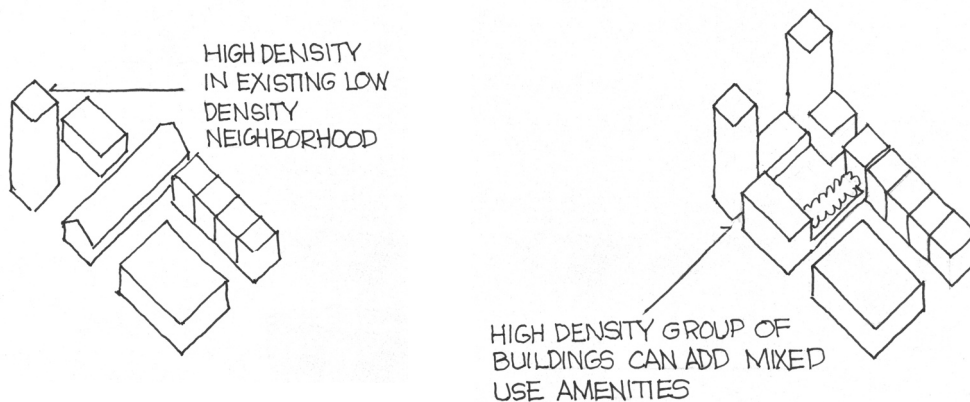 HIGH DENSITY
IN EXISTING LOW
DENSITY
NEIGHBORHOOD
HIGH DENSITY GROUP OF
BUILDINGS CAN ADD MIXED
USE AMENITIES